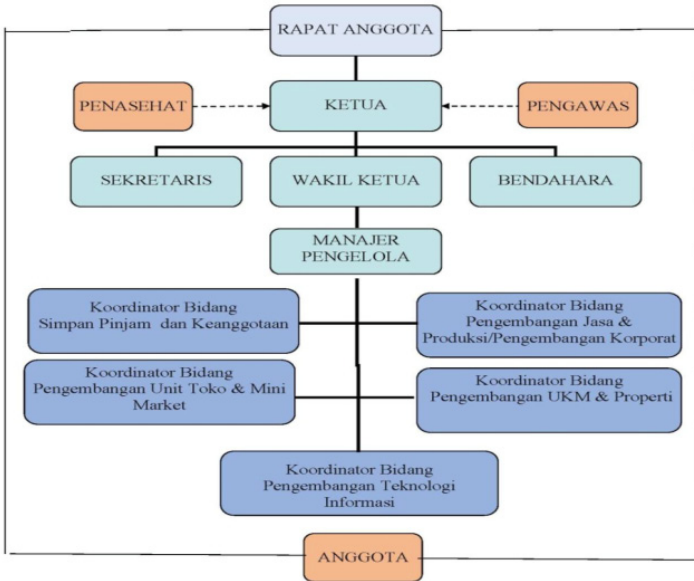 RAPAT ANGGOTA
PENASEHAT
KETUA
PENGAWAS
SEKRETARIS
WAKIL KETUA
BENDAHARA
MANAJER
PENGELOLA
Koordinator Bidang
Simpan Pinjam dan Keanggotaan
Koordinator Bidang
Pengembangan Jasa &
Produksi/Pengembangan Korporat
Koordinator Bidang
Pengembangan Unit Toko & Mini
Market
Koordinator Bidang
Pengembangan UKM & Properti
Koordinator Bidang
Pengembangan Teknologi
Informasi
ANGGOTA